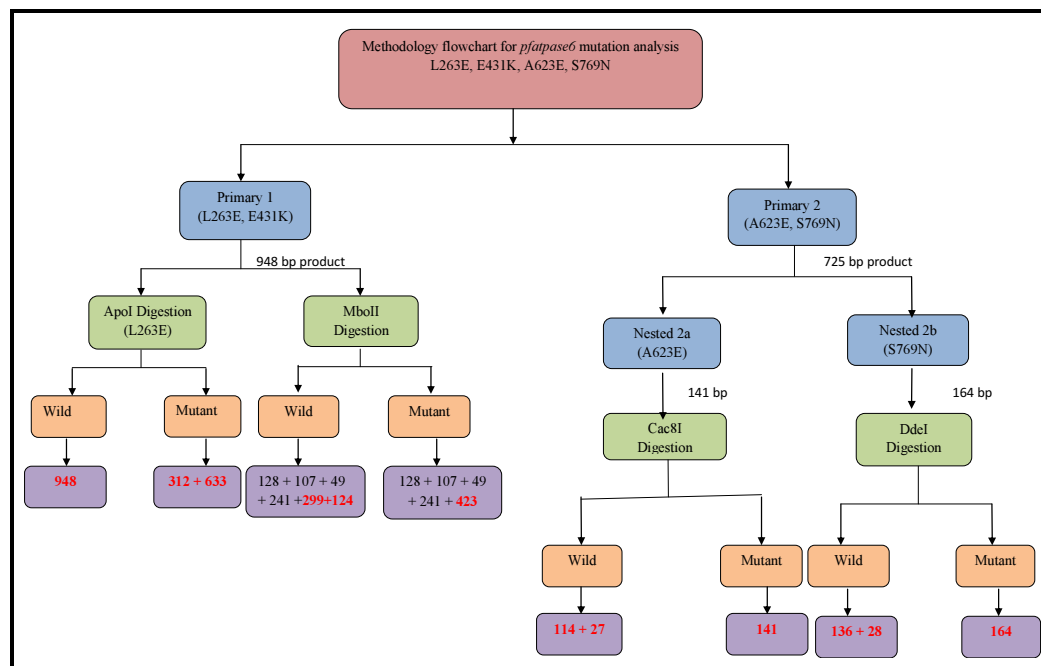 Methodology flowchart for pfatpase6 mutation analysis
L263E, E431K, A623E, S769N
Primary 1
(L263E, E431K)
Primary 2
(A623E, S769N)
948 bp product
725 bp product
ApoI Digestion
(L263E)
MboII
Digestion
Nested 2a
(A623E)
Nested 2b
(S769N)
141 bp
164 bp
Wild
Mutant
Wild
Mutant
Cac8I
Digestion
DdeI
Digestion
948
312 + 633
128 + 107 + 49
+ 241 +299+124
128 + 107 + 49
+ 241 + 423
Wild
Mutant
Wild
Mutant
114 + 27
141
136 + 28
164